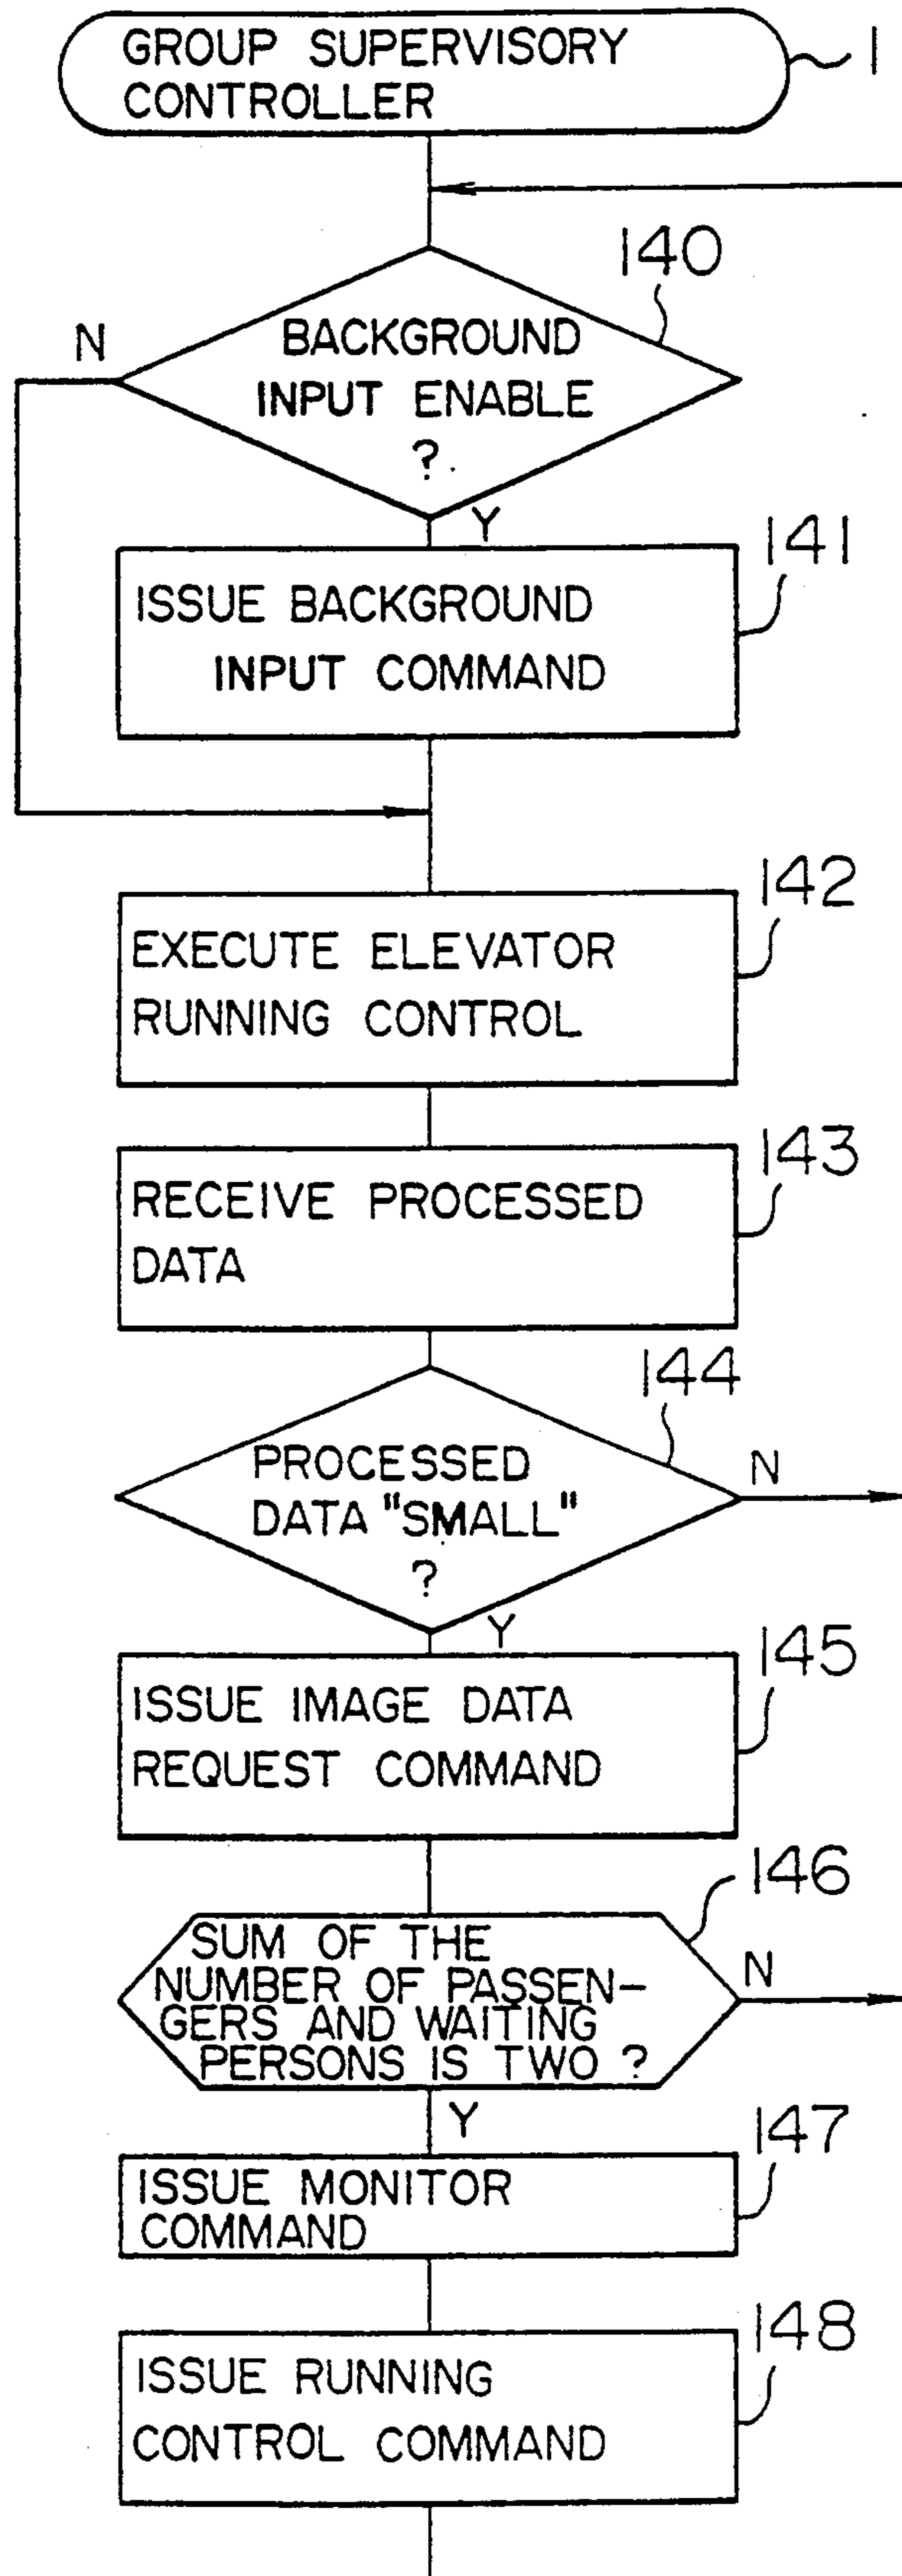 GROUP SUPERVISORY
CONTROLLER
1
140
N
BACKGROUND
INPUT ENABLE
?
Y
141
ISSUE BACKGROUND
INPUT COMMAND
142
EXECUTE ELEVATOR
RUNNING CONTROL
143
RECEIVE PROCESSED
DATA
144
PROCESSED
DATA "SMALL"
?
N
Y
145
ISSUE IMAGE DATA
REQUEST COMMAND
146
SUM OF THE
NUMBER OF PASSEN-
GERS AND WAITING
PERSONS IS TWO ?
N
Y
147
ISSUE MONITOR
COMMAND
148
ISSUE RUNNING
CONTROL COMMAND